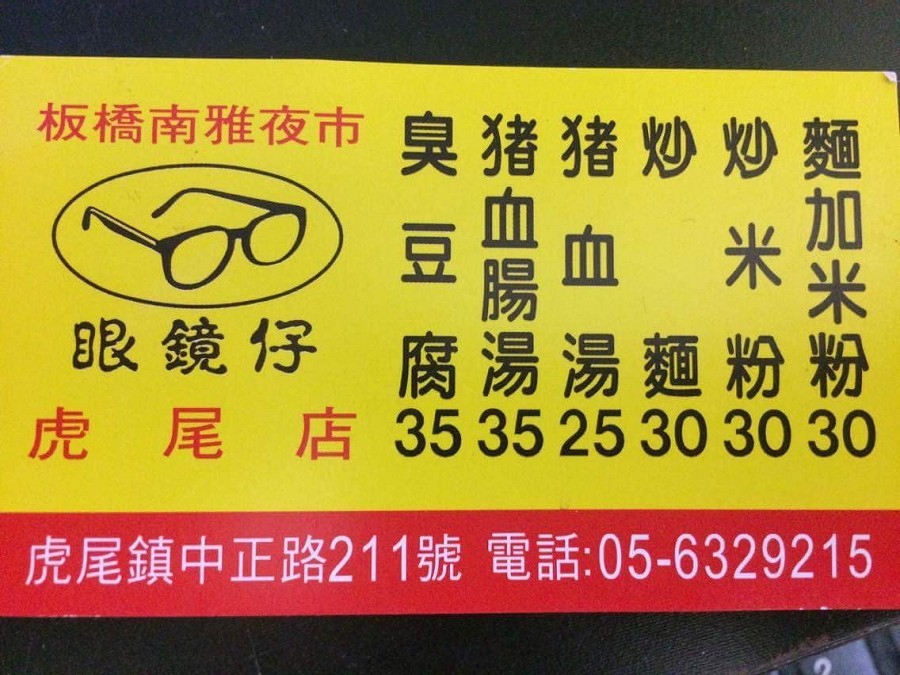 板橋南雅夜市
眼鏡仔
虎尾店
麵加米粉30
炒米粉30
炒麵30
猪血湯25
猪血腸湯35
臭豆腐35
虎尾鎮中正路211號 電話:05-6329215